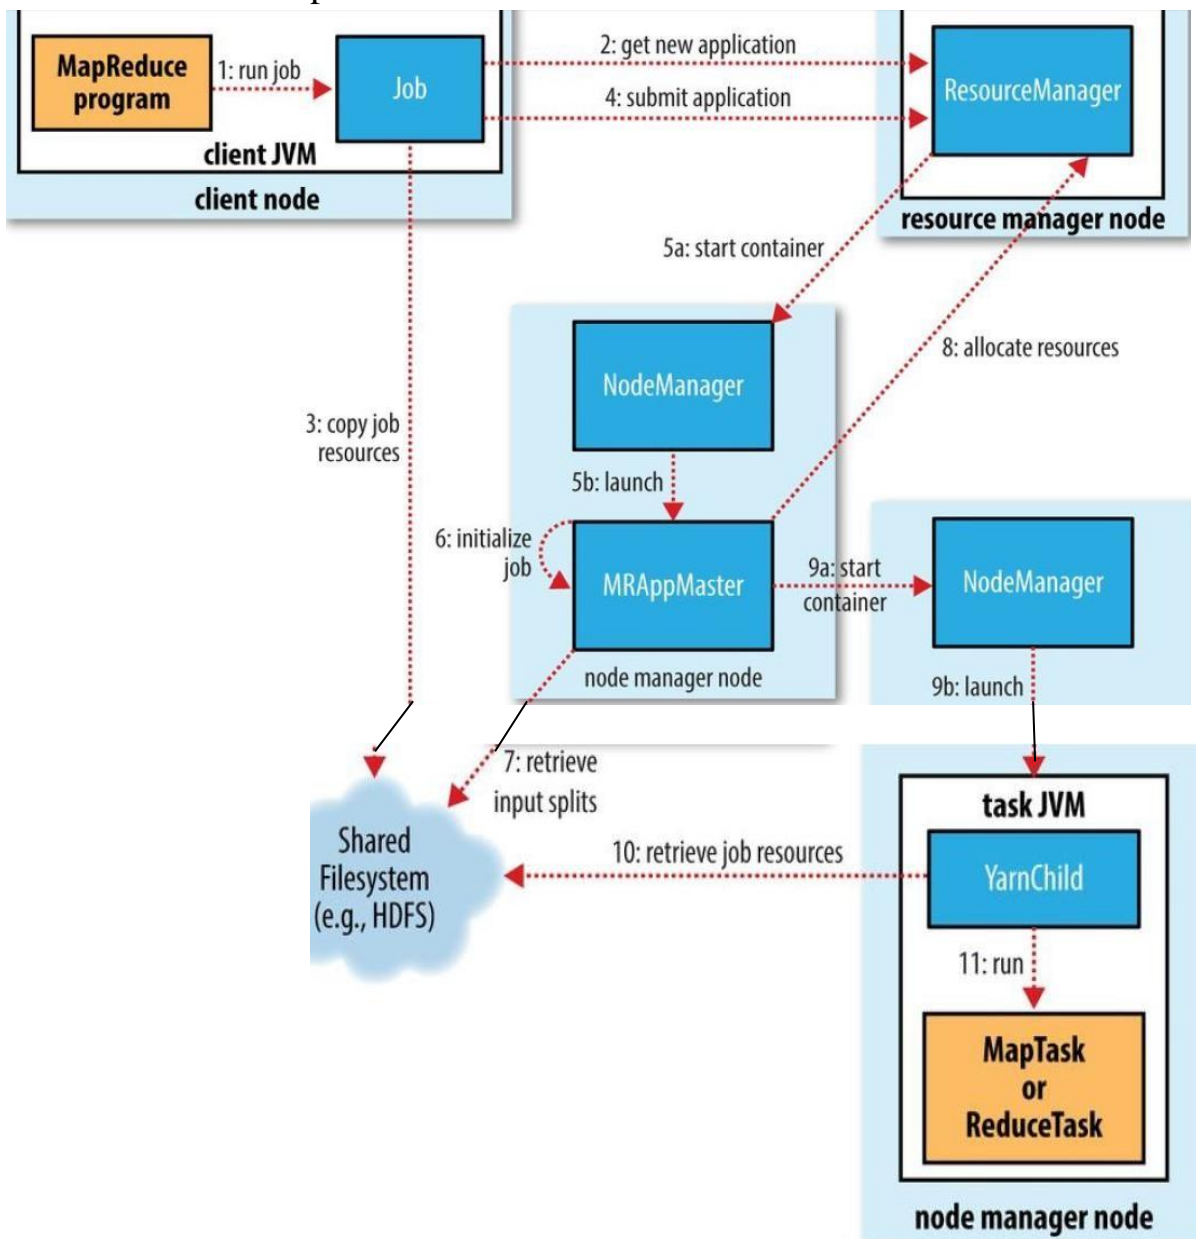 MapReduce
program
1: run job
Job
client JVM
client node
2: get new application
4: submit application
ResourceManager
resource manager node
5a: start container
8: allocate resources
3: copy job
resources
NodeManager
5b: launch
6: initialize
job
MRAppMaster
node manager node
9a: start
container
NodeManager
9b: launch
7: retrieve
input splits
Shared
Filesystem
(e.g., HDFS)
10: retrieve job resources
task JVM
YarnChild
11: run
MapTask
or
ReduceTask
node manager node